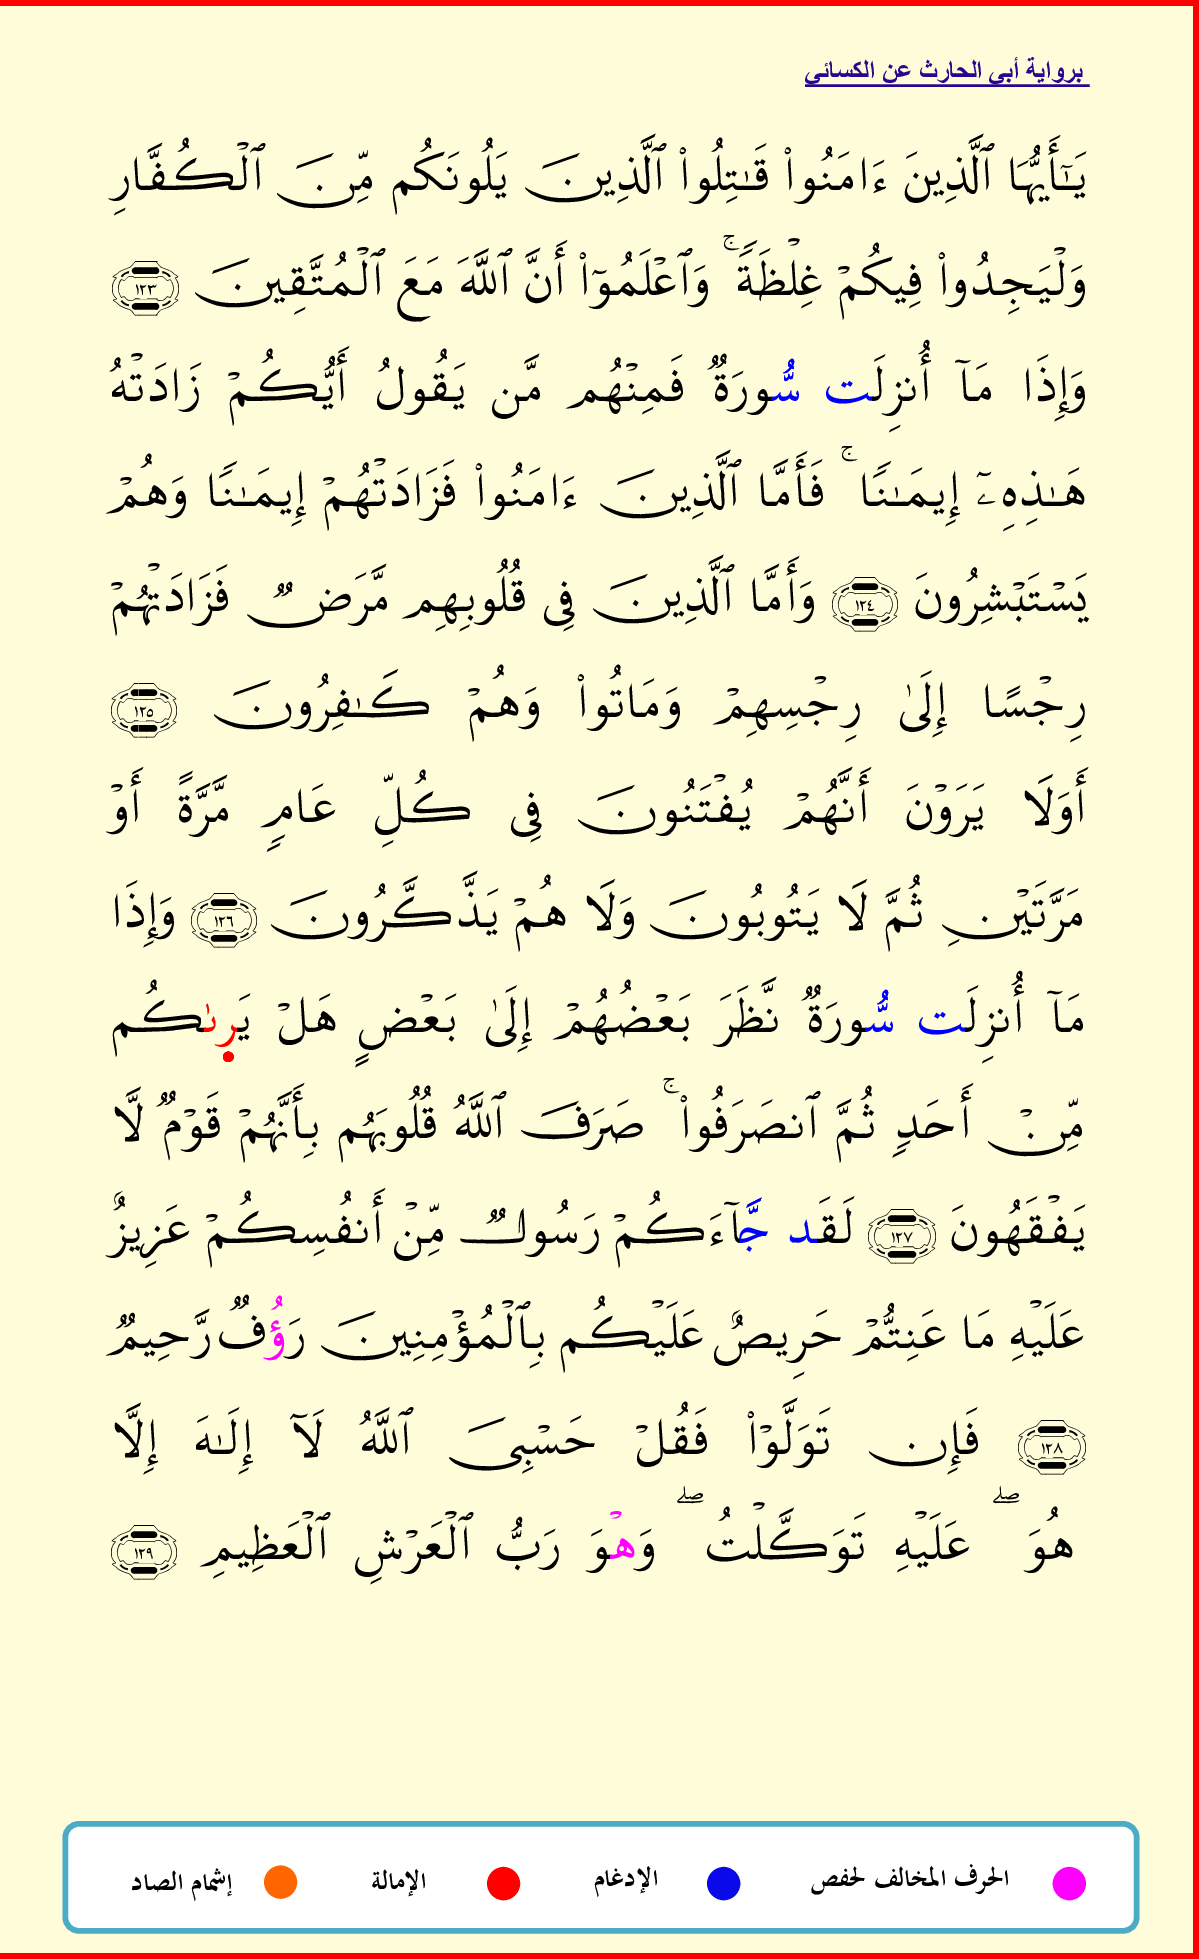 برواية أبي الحارث عن الكسائي
يَـٰٓأَيُّهَا ٱلَّذِينَ ءَامَنُوا۟ قَـٰتِلُوا۟ ٱلَّذِينَ يَلُونَكُم مِّنَ ٱلْكُفَّارِ
وَلْيَجِدُوا۟ فِيكُمْ غِلْظَةً ۚ وَٱعْلَمُوٓا۟ أَنَّ ٱللَّهَ مَعَ ٱلْمُتَّقِينَ ١٢٣
وَإِذَا مَآ أُنزِلَت سُّورَةٌ فَمِنْهُم مَّن يَقُولُ أَيُّكُمْ زَادَتْهُ
هَـٰذِهِۦٓ إِيمَـٰنًا ۚ فَأَمَّا ٱلَّذِينَ ءَامَنُوا۟ فَزَادَتْهُمْ إِيمَـٰنًا وَهُمْ
يَسْتَبْشِرُونَ ١٢٤ وَأَمَّا ٱلَّذِينَ فِى قُلُوبِهِم مَّرَضٌ فَزَادَتْهُمْ
رِجْسًا إِلَىٰ رِجْسِهِمْ وَمَاتُوا۟ وَهُمْ كَـٰفِرُونَ ١٢٥
أَوَلَا يَرَوْنَ أَنَّهُمْ يُفْتَنُونَ فِى كُلِّ عَامٍ مَّرَّةً أَوْ
مَرَّتَيْنِ ثُمَّ لَا يَتُوبُونَ وَلَا هُمْ يَذَّكَّرُونَ ١٢٦ وَإِذَا
مَآ أُنزِلَت سُّورَةٌ نَّظَرَ بَعْضُهُمْ إِلَىٰ بَعْضٍ هَلْ يَرِىٰكُم
مِّنْ أَحَدٍ ثُمَّ ٱنصَرَفُوا۟ ۚ صَرَفَ ٱللَّهُ قُلُوبَهُم بِأَنَّهُمْ قَوْمٌ لَّا
يَفْقَهُونَ ١٢٧ لَقَد جَّآءَكُمْ رَسُولٌ مِّنْ أَنفُسِكُمْ عَزِيزٌ
عَلَيْهِ مَا عَنِتُّمْ حَرِيصٌ عَلَيْكُم بِٱلْمُؤْمِنِينَ رَؤُفٌ رَّحِيمٌ
١٢٨ فَإِن تَوَلَّوْا۟ فَقُلْ حَسْبِىَ ٱللَّهُ لَآ إِلَـٰهَ إِلَّا
هُوَ ۖ عَلَيْهِ تَوَكَّلْتُ ۖ وَهْوَ رَبُّ ٱلْعَرْشِ ٱلْعَظِيمِ ١٢٩
الحرف المخالف لحفص الإدغام الإمالة إشمام الصاد